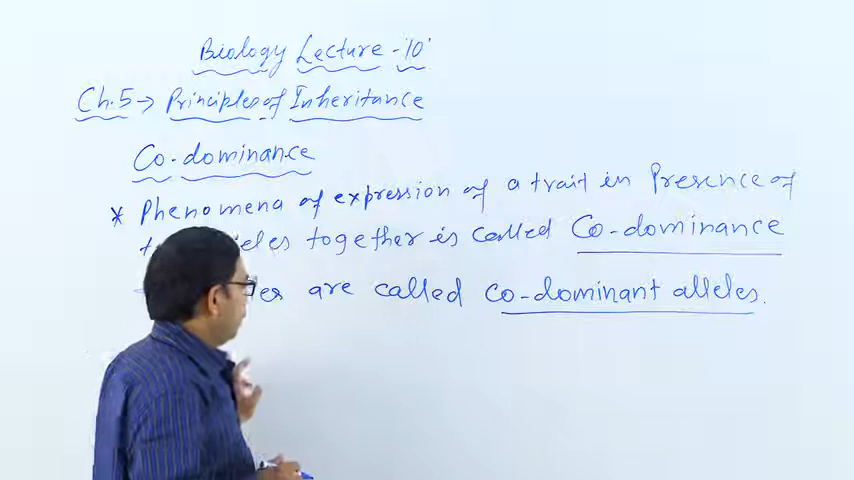 Biology Lecture - '10'
Ch.5 → Principles of Inheritance
Co-dominance
* Phenomena of expression of a trait in Presence of
together is called Co-dominance
are called co-dominant alleles.